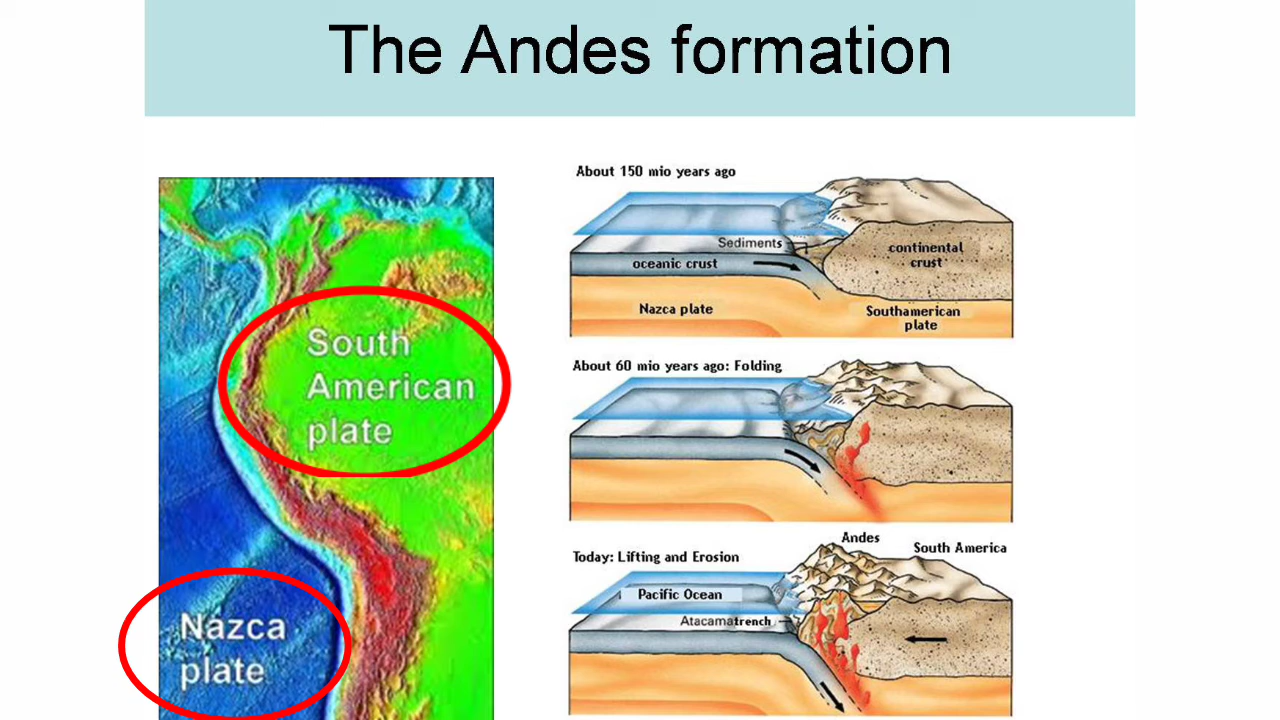 The Andes formation
South
American
plate
Nazca
plate
About 150 mio years ago
Sediments
oceanic crust
continental
crust
Nazca plate
Southamerican
plate
About 60 mio years ago: Folding
Today: Lifting and Erosion
Andes
South America
Pacific Ocean
Atacamatrench